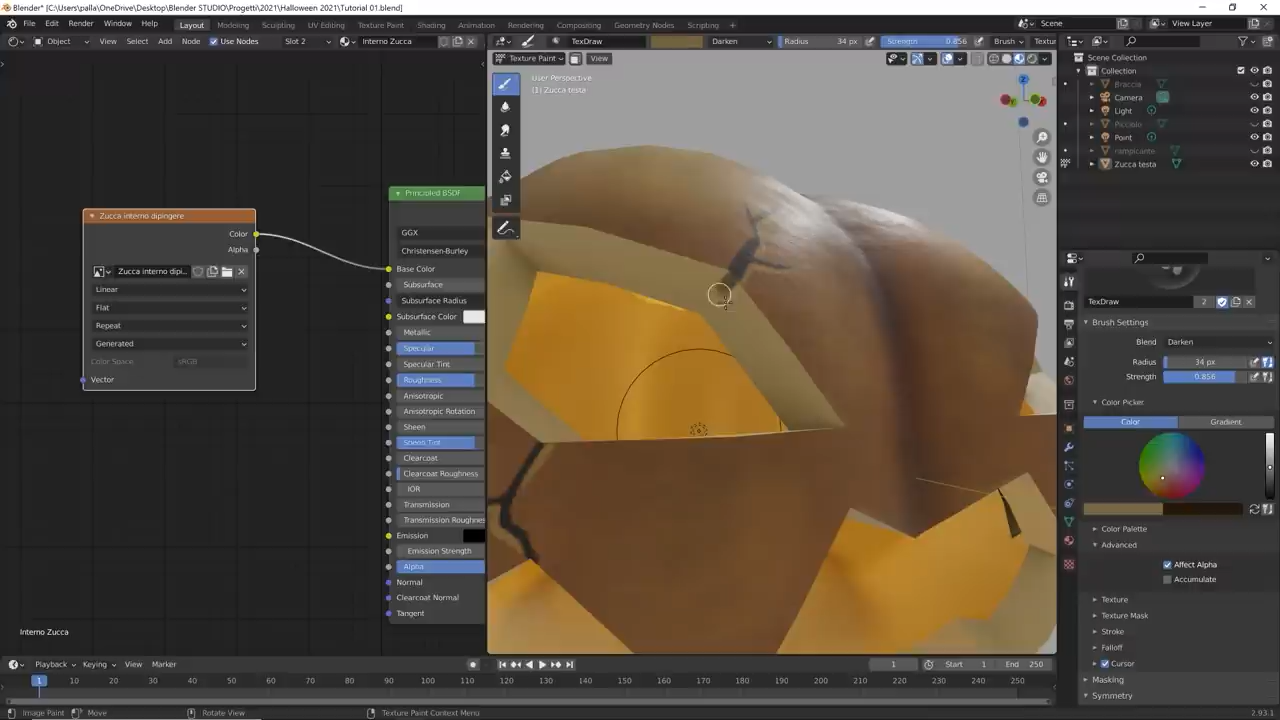 Blender* [C:\Users\palla\OneDrive\Desktop\Blender STUDIO\Progetti\2021\Halloween 2021\Tutorial 01.blend]
File Edit Render Window Help Layout Modeling Sculpting UV Editing Texture Paint Shading Animation Rendering Compositing Geometry Nodes Scripting + Scene View Layer
Object View Select Add Node Use Nodes Slot 2 Interno Zucca TexDraw Darken Radius 34 px Strength 0.856 Brush Textur
Texture Paint View
Scene Collection
Collection
Braccia
Camera
Light
Picciolo
Point
rampicante
Zucca testa
User Perspective
(1) Zucca testa
Zucca interno dipingere
Color
Alpha
Zucca interno dipi...
Linear
Flat
Repeat
Generated
Color Space sRGB
Vector
Principled BSDF
GGX
Christensen-Burley
Base Color
Subsurface
Subsurface Radius
Subsurface Color
Metallic
Specular
Specular Tint
Roughness
Anisotropic
Anisotropic Rotation
Sheen
Sheen Tint
Clearcoat
Clearcoat Roughness
IOR
Transmission
Transmission Roughnes
Emission
Emission Strength
Alpha
Normal
Clearcoat Normal
Tangent
Interno Zucca
TexDraw 2
Brush Settings
Blend Darken
Radius 34 px
Strength 0.856
Color Picker
Color Gradient
Color Palette
Advanced
Affect Alpha
Accumulate
Texture
Texture Mask
Stroke
Falloff
Cursor
Masking
Symmetry
Playback Keying View Marker 1 Start 1 End 250
1 10 20 30 40 50 60 70 80 90 100 110 120 130 140 150 160 170 180 190 200 210 220 230 240 250
Image Paint Move Rotate View Texture Paint Context Menu 2.93.1